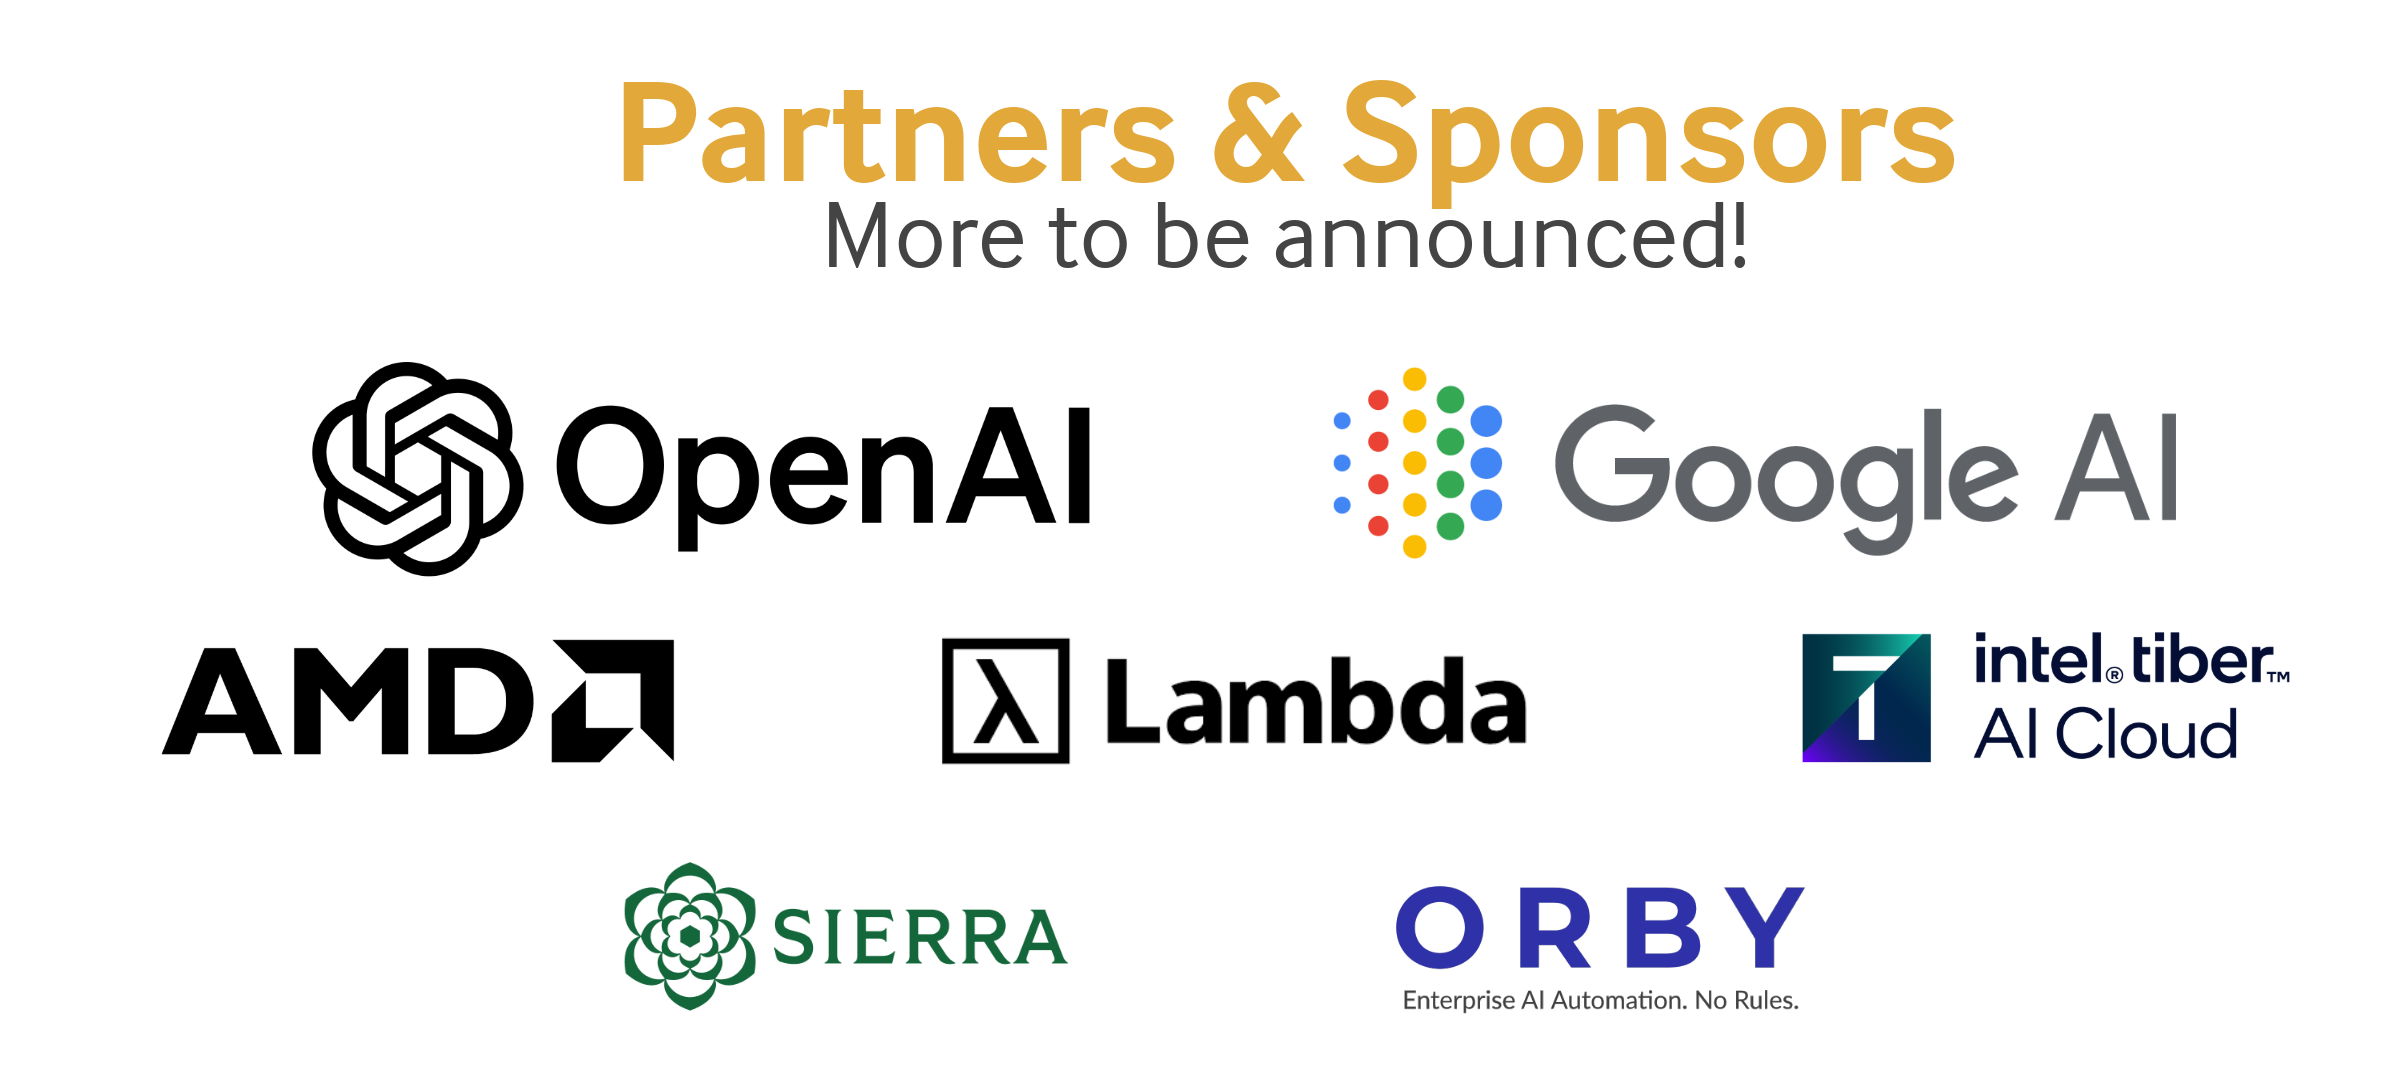 Partners & Sponsors
More to be announced!
OpenAI
Google AI
AMD
λ Lambda
T intel® tiber™
AI Cloud
SIERRA
ORBY
Enterprise AI Automation. No Rules.